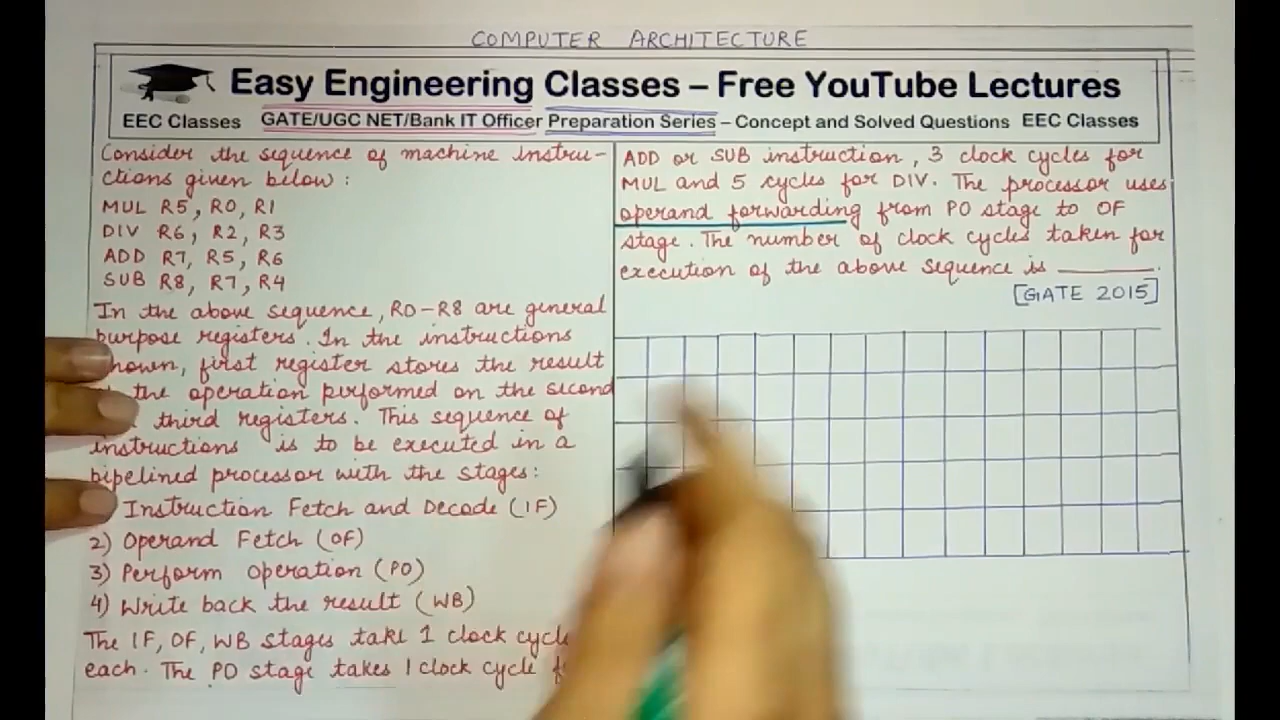 COMPUTER ARCHITECTURE
Easy Engineering Classes – Free YouTube Lectures
EEC Classes GATE/UGC NET/Bank IT Officer Preparation Series – Concept and Solved Questions EEC Classes
Consider the sequence of machine instru-
ctions given below:
MUL R5, R0, R1
DIV R6, R2, R3
ADD R7, R5, R6
SUB R8, R7, R4
In the above sequence, R0-R8 are general
purpose registers. In the instructions
hown, first register stores the result
the operation performed on the second
third registers. This sequence of
instructions is to be executed in a
pipelined processor with the stages:
Instruction Fetch and Decode (IF)
2) Operand Fetch (OF)
3) Perform Operation (PO)
4) Write back the result (WB)
The IF, OF, WB stages take 1 clock cycle
each. The PO stage takes 1 clock cycle f
ADD or SUB instruction, 3 clock cycles for
MUL and 5 cycles for DIV. The processor uses
operand forwarding from PO stage to OF
stage. The number of clock cycles taken for
execution of the above sequence is ________.
[GATE 2015]